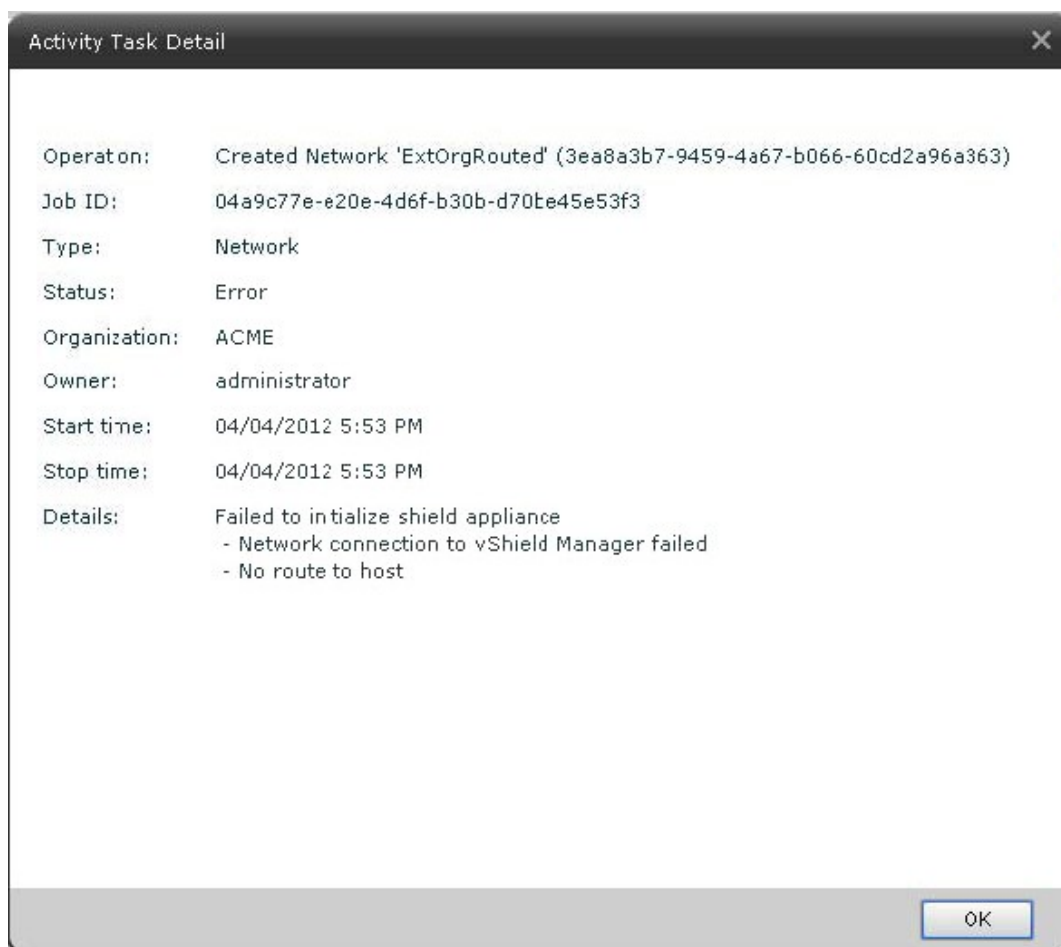 Activity Task Detail
Operation: Created Network 'ExtOrgRouted' (3ea8a3b7-9459-4a67-b066-60cd2a96a363)
Job ID: 04a9c77e-e20e-4d6f-b30b-d70be45e53f3
Type: Network
Status: Error
Organization: ACME
Owner: administrator
Start time: 04/04/2012 5:53 PM
Stop time: 04/04/2012 5:53 PM
Details: Failed to initialize shield appliance
- Network connection to vShield Manager failed
- No route to host
OK